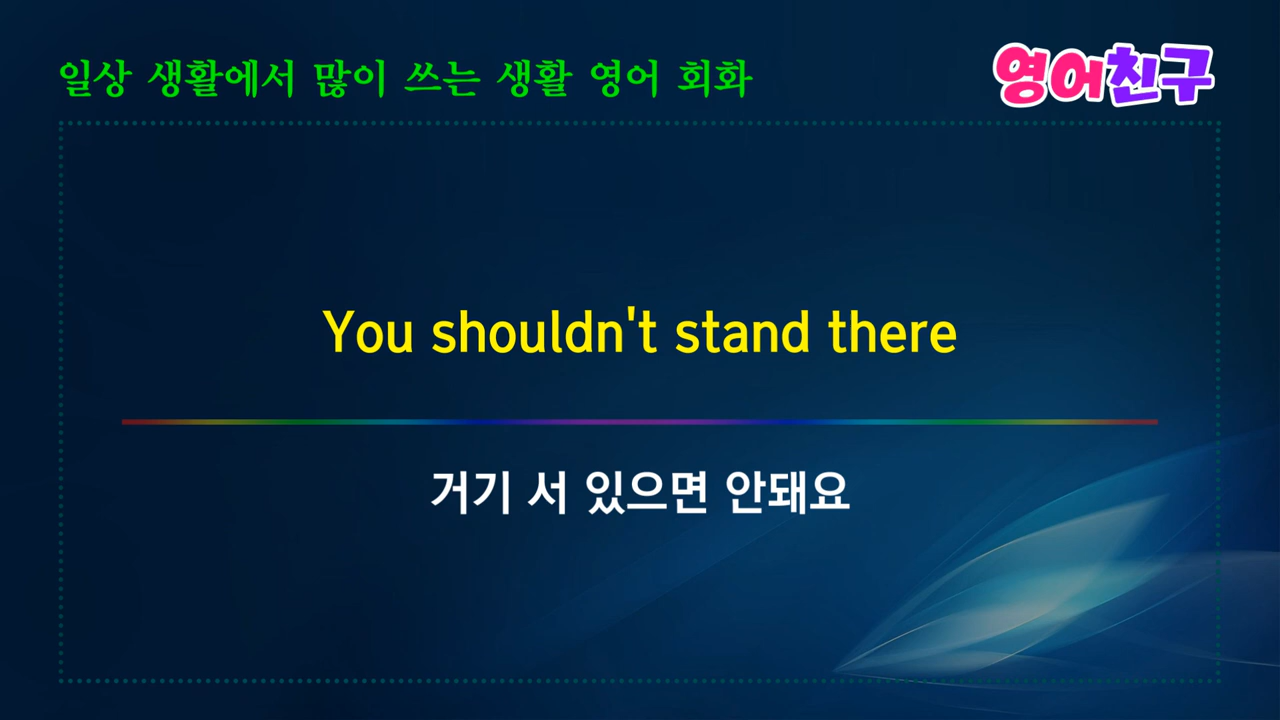 일상 생활에서 많이 쓰는 생활 영어 회화
영어친구
You shouldn't stand there
거기 서 있으면 안돼요